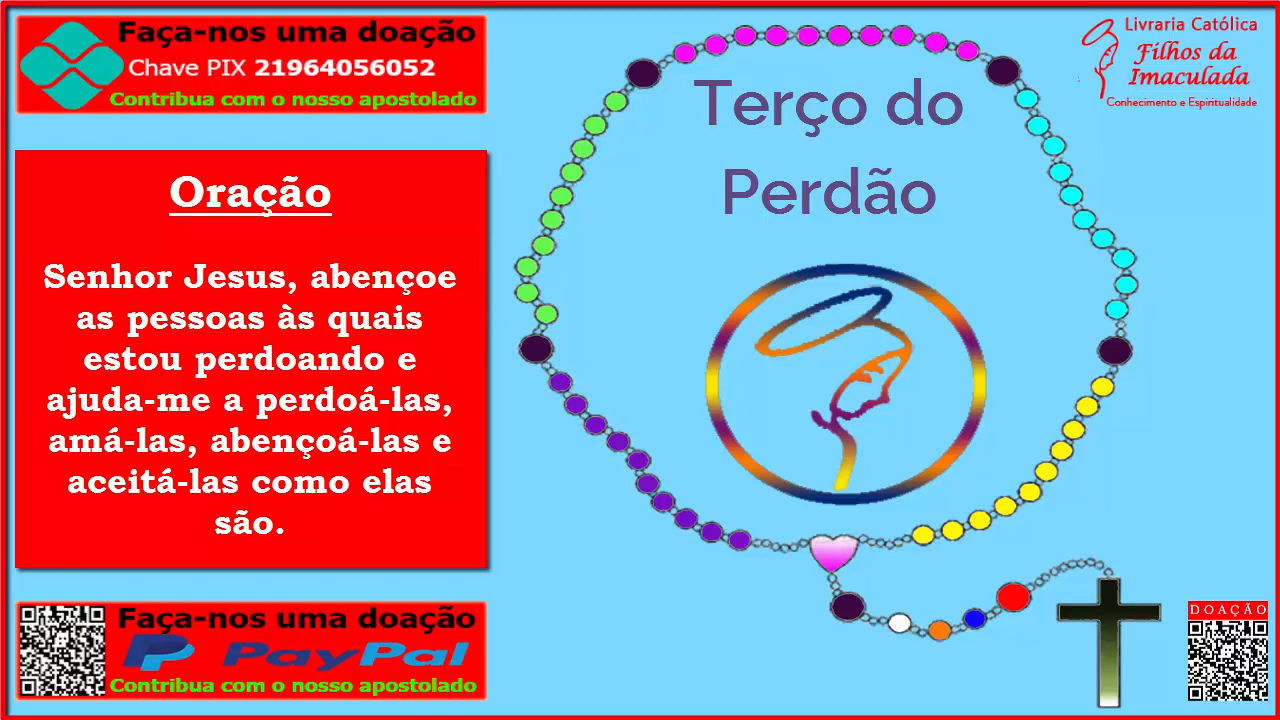 Faça-nos uma doação
Chave PIX 21964056052
Contribua com o nosso apostolado
Oração
Senhor Jesus, abençoe
as pessoas às quais
estou perdoando e
ajuda-me a perdoá-las,
amá-las, abençoá-las e
aceitá-las como elas
são.
Faça-nos uma doação
PayPal
Contribua com o nosso apostolado
Terço do
Perdão
Livraria Católica
Filhos da
Imaculada
Conhecimento e Espiritualidade
DOAÇÃO